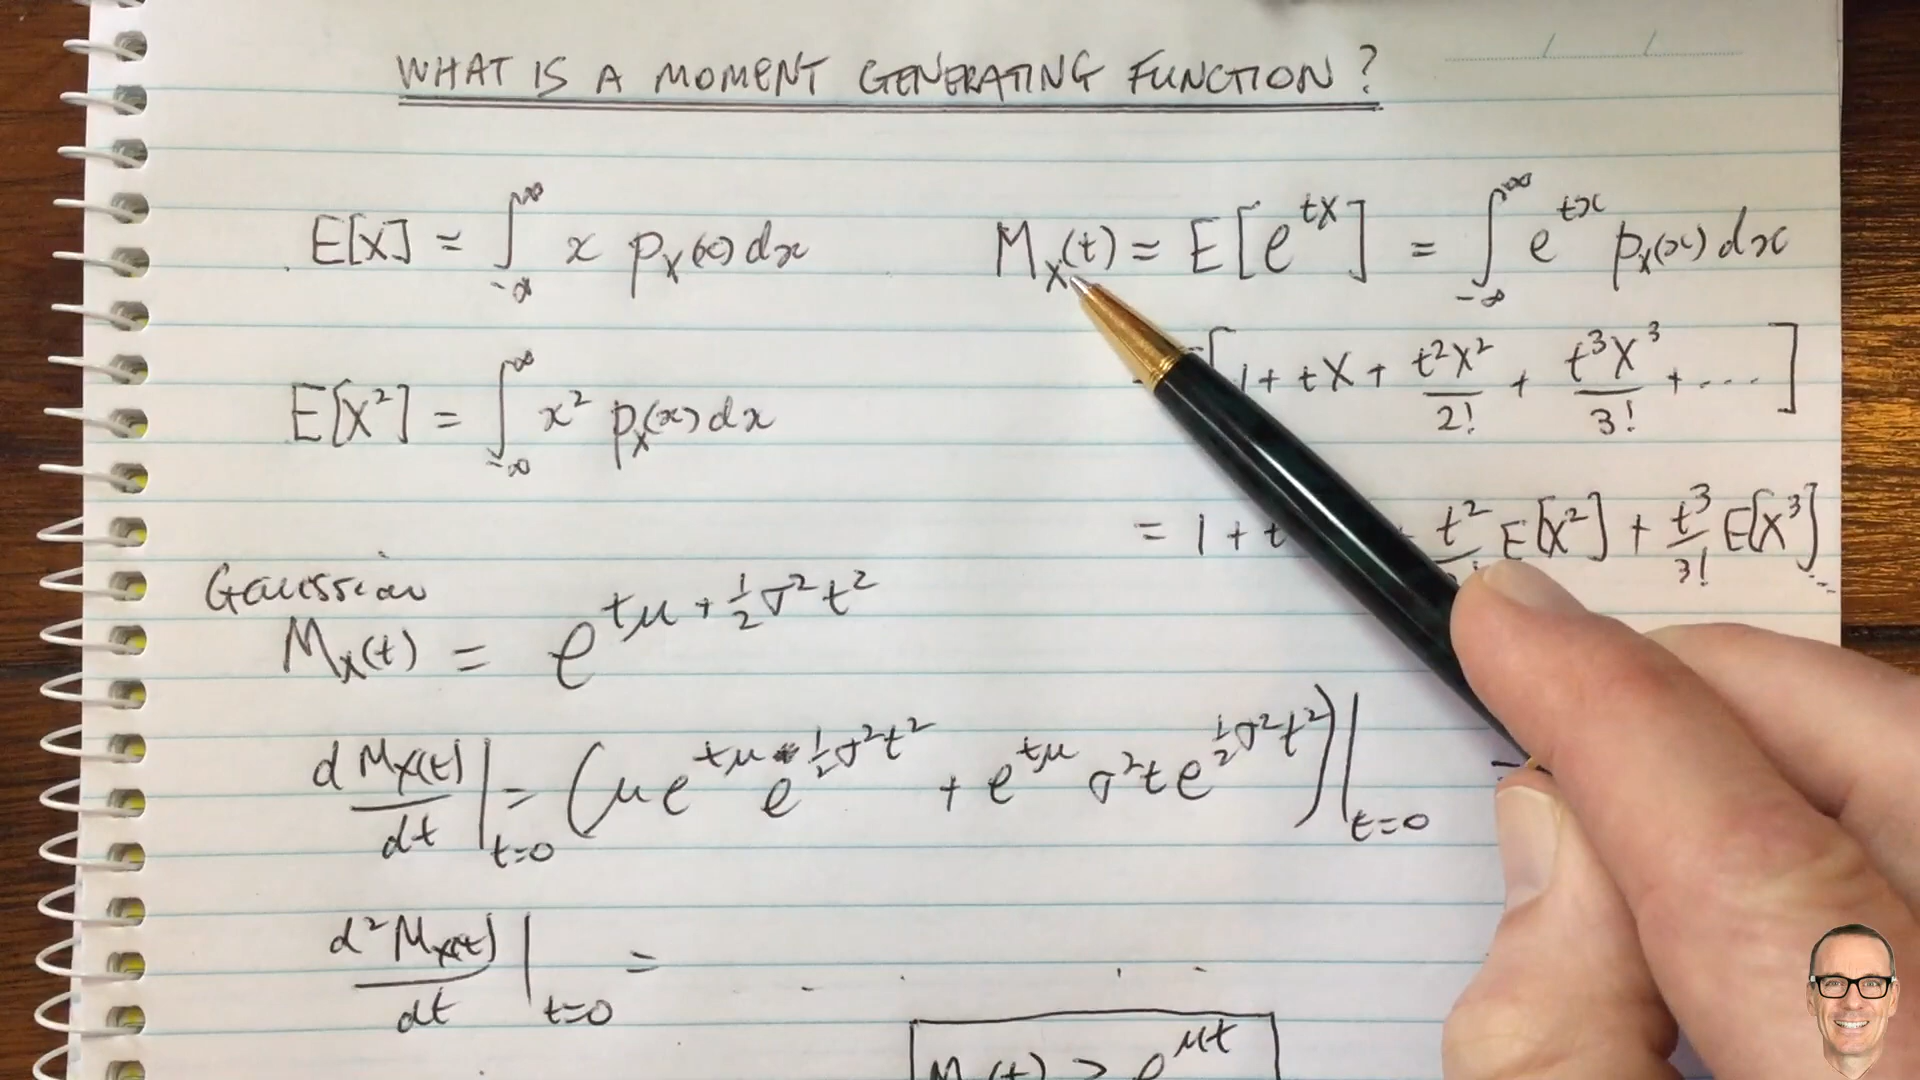 WHAT IS A MOMENT GENERATING FUNCTION?
E[X] = ∫_{-∞}^{∞} x p_X(x) dx
M_X(t) = E[e^{tX}] = ∫_{-∞}^{∞} e^{tx} p_X(x) dx
[1 + tX + t²X²/2! + t³X³/3! + ....]
E[X²] = ∫_{-∞}^{∞} x² p_X(x) dx
= 1 + t t² E[X²] + t³/3! E[X³] ...
Gaussian
M_X(t) = e^{tμ + ½σ²t²}
dM_X(t)/dt |_{t=0} = (μe^{tμ} e^{½σ²t²} + e^{tμ} σ²t e^{½σ²t²}) |_{t=0}
d²M_X(t)/dt |_{t=0} =
(t) ≥ e^{μt}